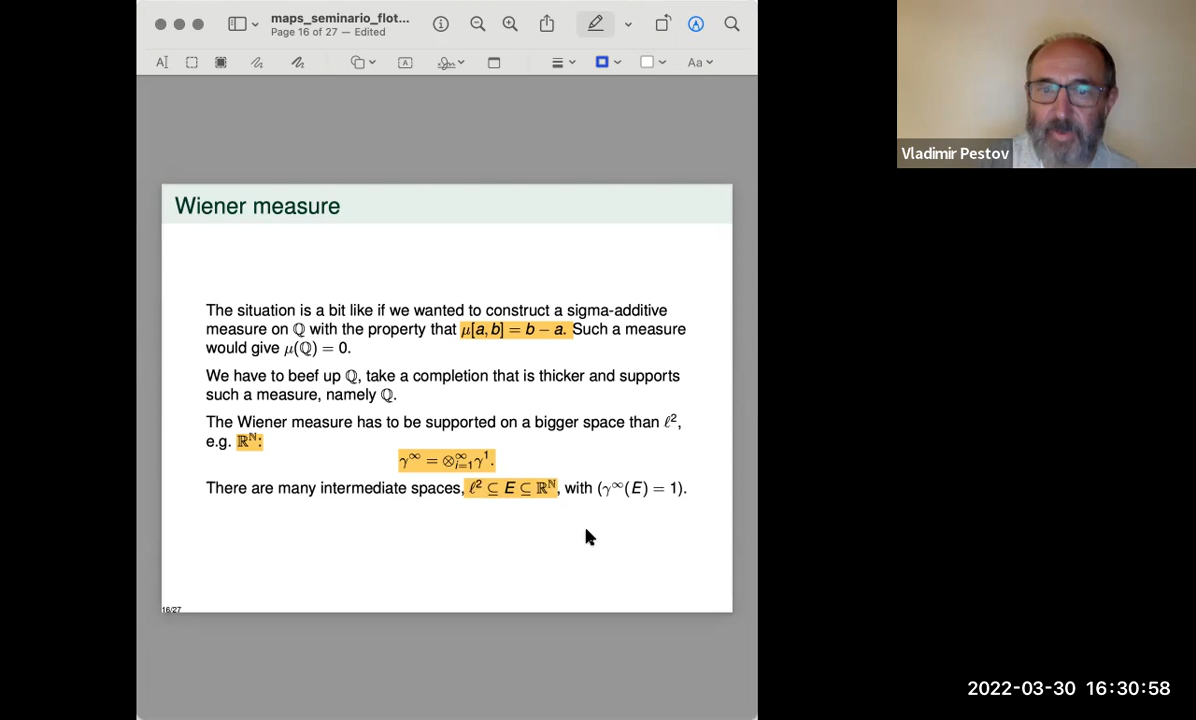 maps_seminario_flot...
Page 16 of 27 — Edited
Aa
Vladimir Pestov
Wiener measure
The situation is a bit like if we wanted to construct a sigma-additive
measure on ℚ with the property that μ[a, b] = b − a. Such a measure
would give μ(ℚ) = 0.
We have to beef up ℚ, take a completion that is thicker and supports
such a measure, namely ℚ.
The Wiener measure has to be supported on a bigger space than ℓ²,
e.g. ℝ^ℕ:
γ^∞ = ⊗_{i=1}^∞ γ¹.
There are many intermediate spaces, ℓ² ⊆ E ⊆ ℝ^ℕ, with (γ^∞(E) = 1).
16/27
2022-03-30 16:30:58